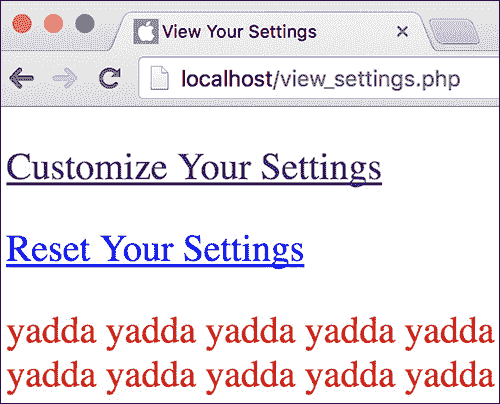 View Your Settings
localhost/view_settings.php
Customize Your Settings
Reset Your Settings
yadda yadda yadda yadda yadda
yadda yadda yadda yadda yadda